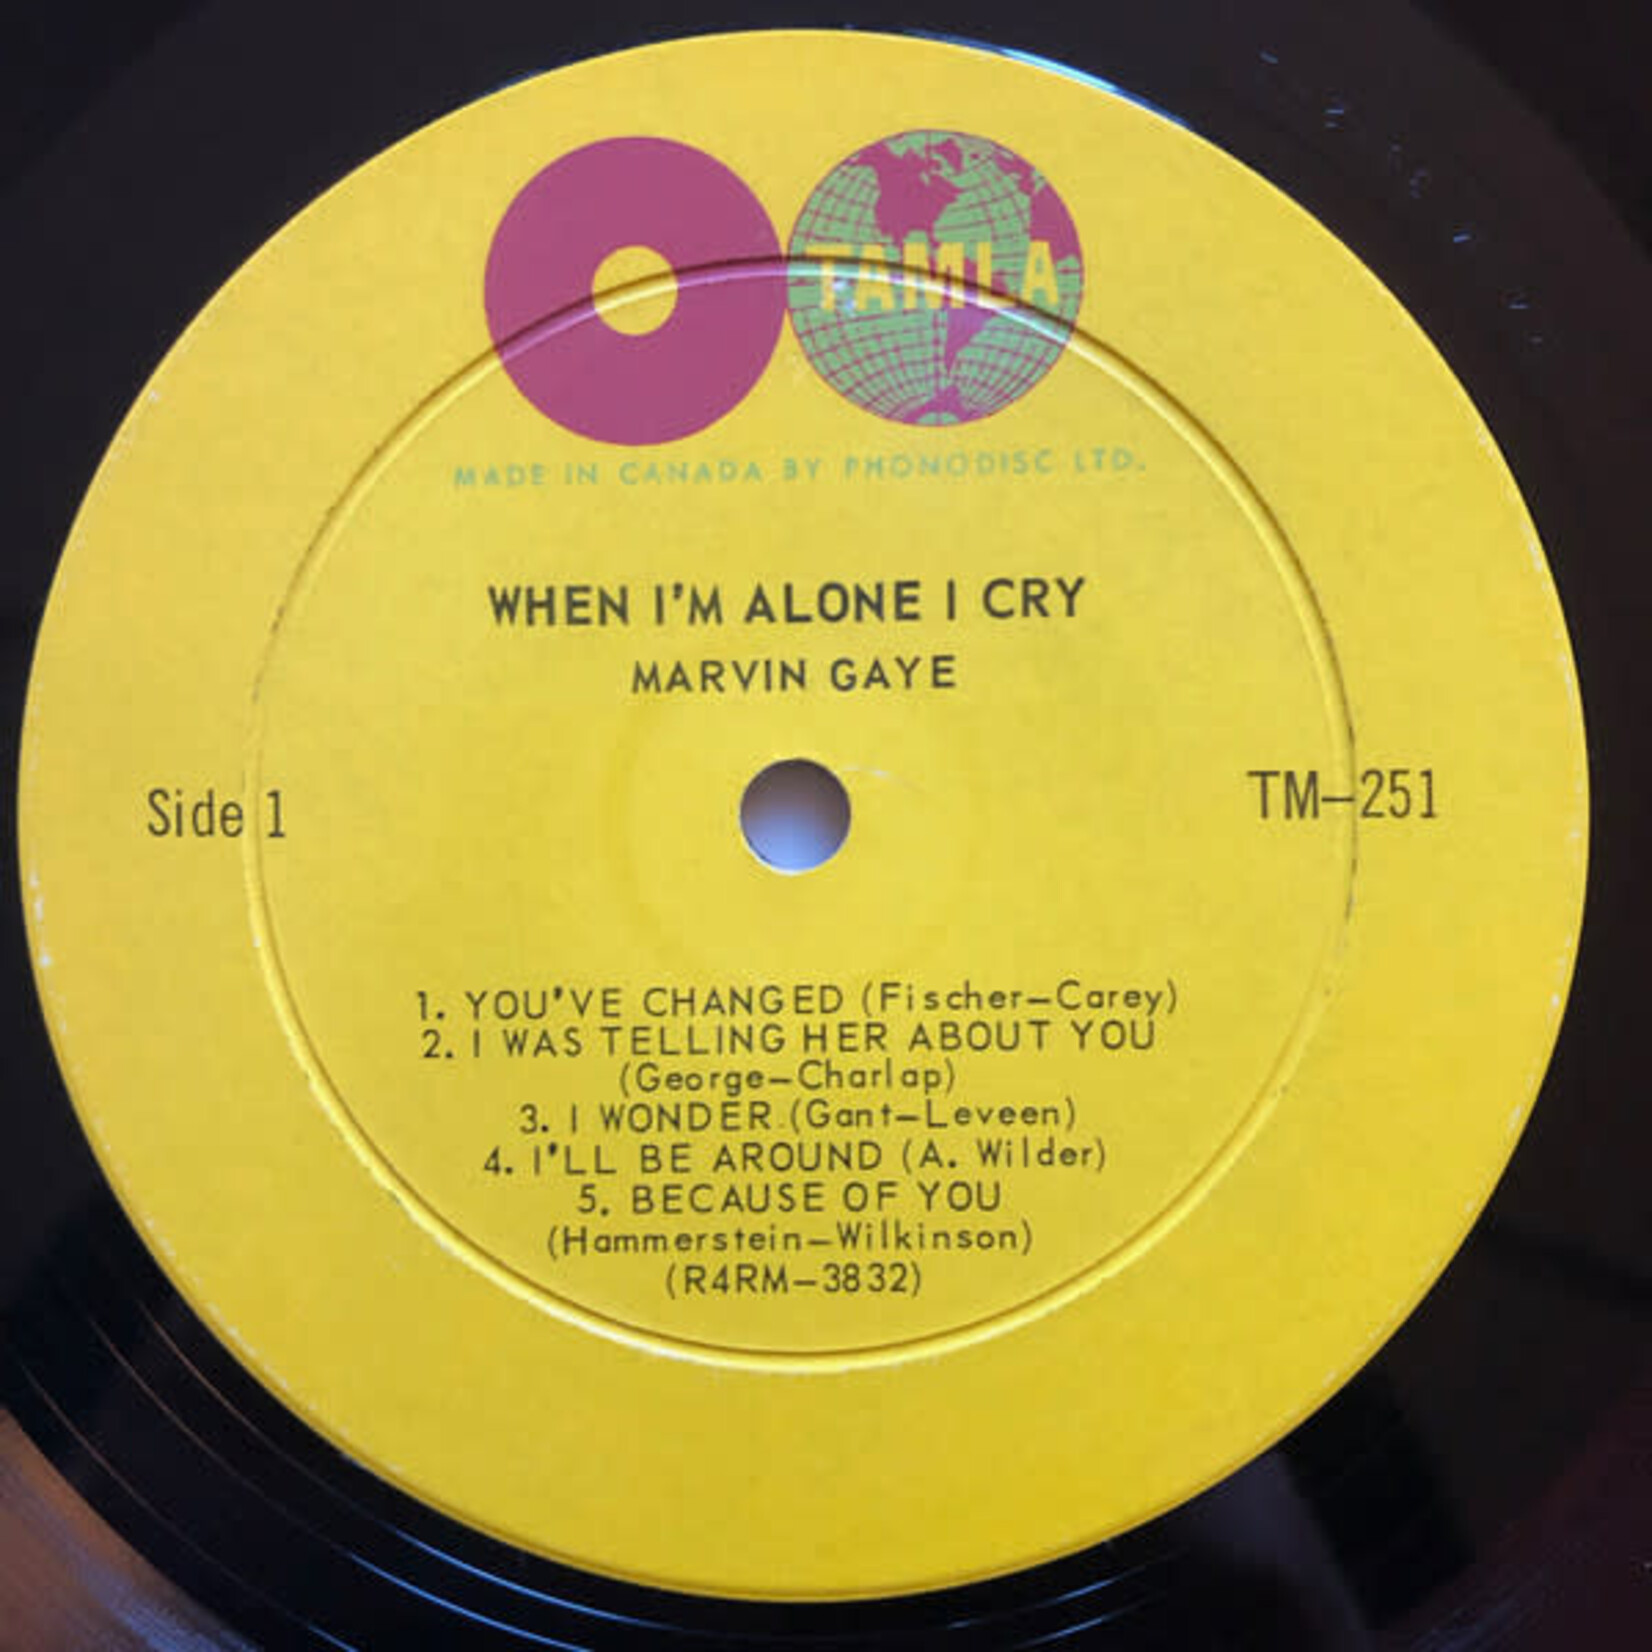 TAMLA
MADE IN CANADA BY PHONODISC LTD.
WHEN I'M ALONE I CRY
MARVIN GAYE
Side 1
TM-251
1. YOU'VE CHANGED (Fischer-Carey)
2. I WAS TELLING HER ABOUT YOU
(George-Charlap)
3. I WONDER (Gant-Leveen)
4. I'LL BE AROUND (A. Wilder)
5. BECAUSE OF YOU
(Hammerstein-Wilkinson)
(R4RM-3832)